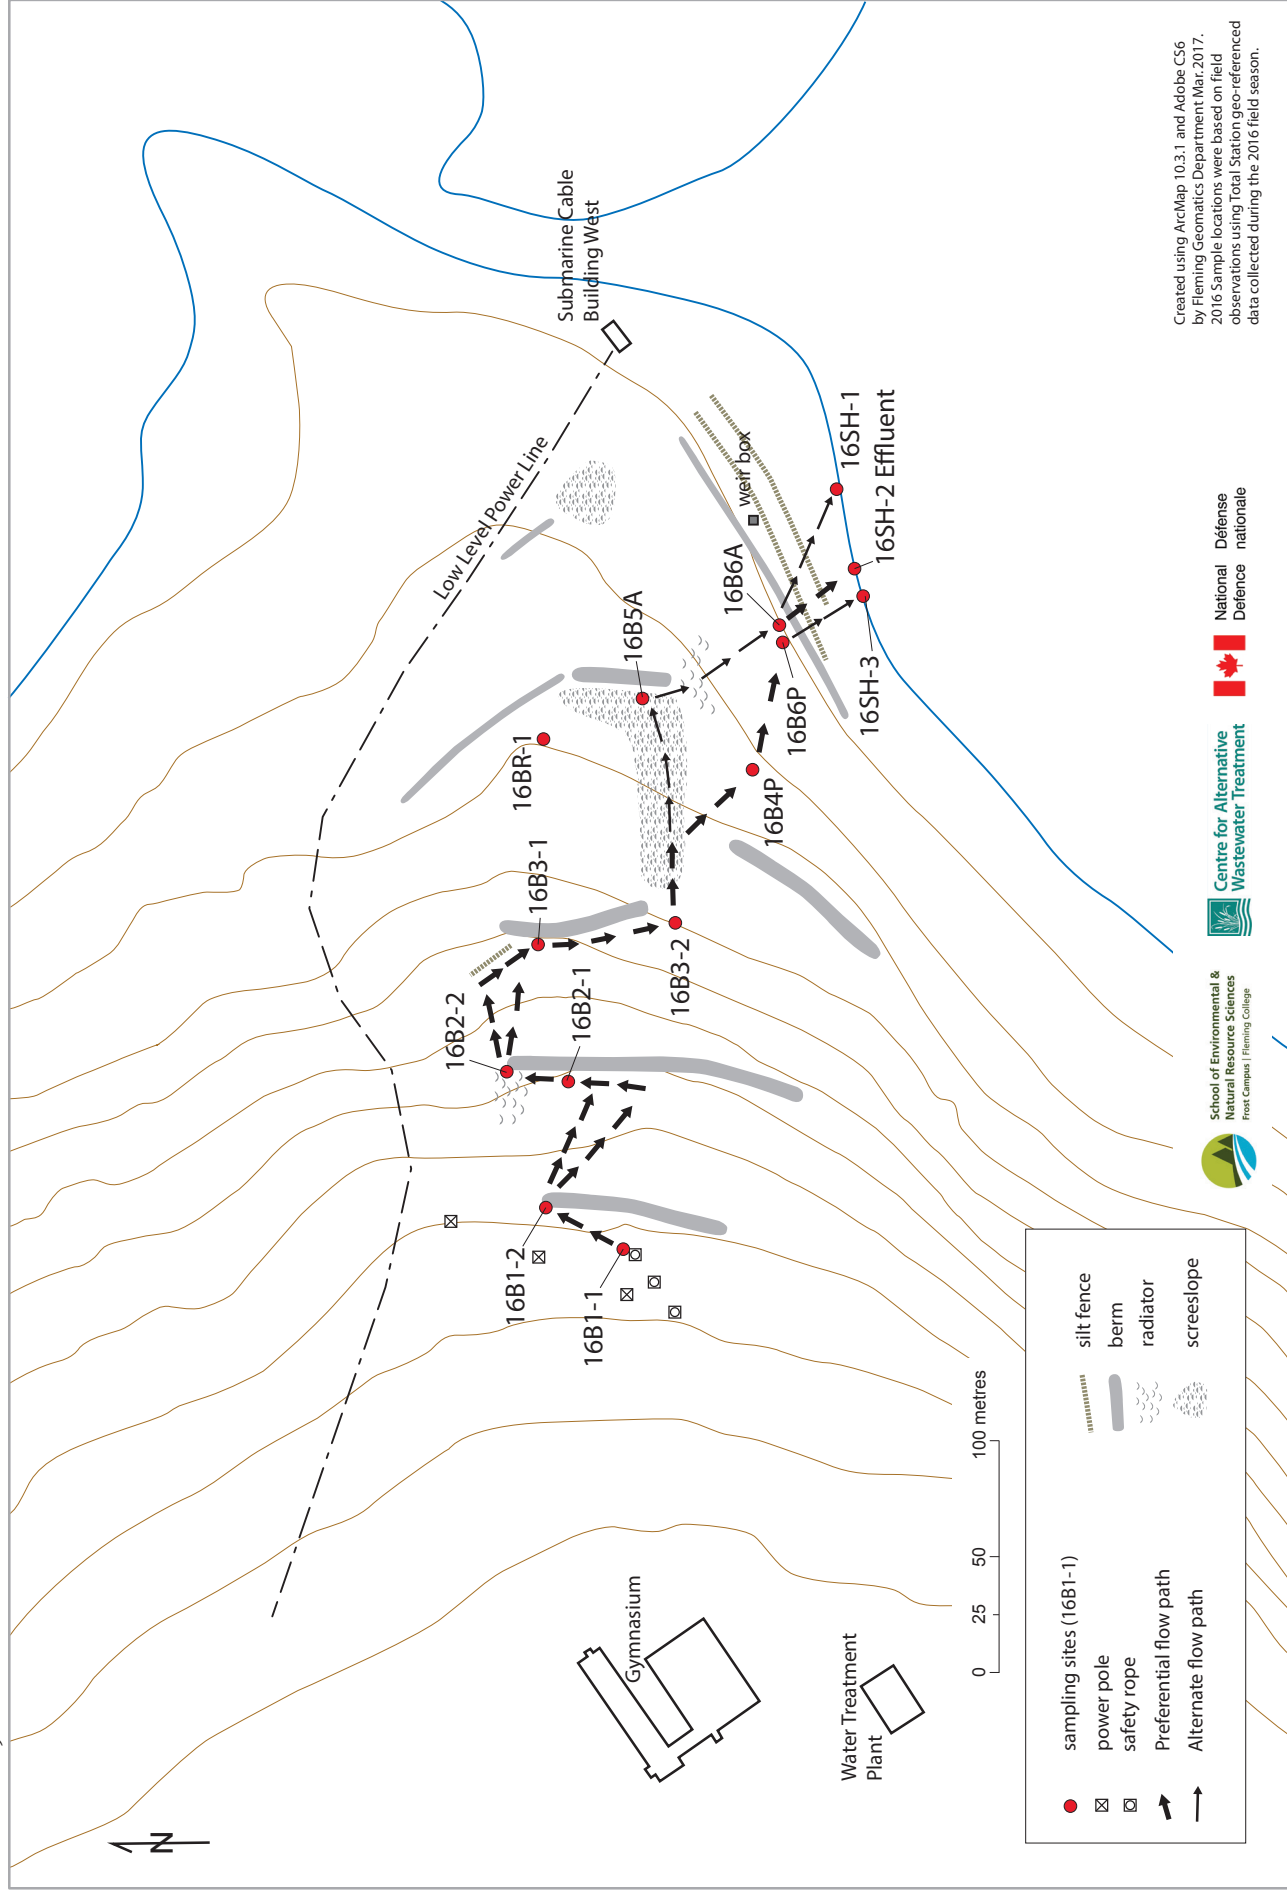 N
Gymnasium
Water Treatment
Plant
Low Level Power Line
Submarine Cable
Building West
16B1-1
16B1-2
16B2-2
16B2-1
16B3-1
16B3-2
16BR-1
16B4P
16B5A
16B6P
16B6A
weir box
16SH-3
16SH-2 Effluent
16SH-1
0
25
50
100 metres
sampling sites (16B1-1)
power pole
safety rope
Preferential flow path
Alternate flow path
silt fence
berm
radiator
screeslope
School of Environmental &
Natural Resource Sciences
Frost Campus | Fleming College
Centre for Alternative
Wastewater Treatment
National
Defence
Défense
nationale
Created using ArcMap 10.3.1 and Adobe CS6
by Fleming Geomatics Department Mar.2017.
2016 Sample locations were based on field
observations using Total Station geo-referenced
data collected during the 2016 field season.